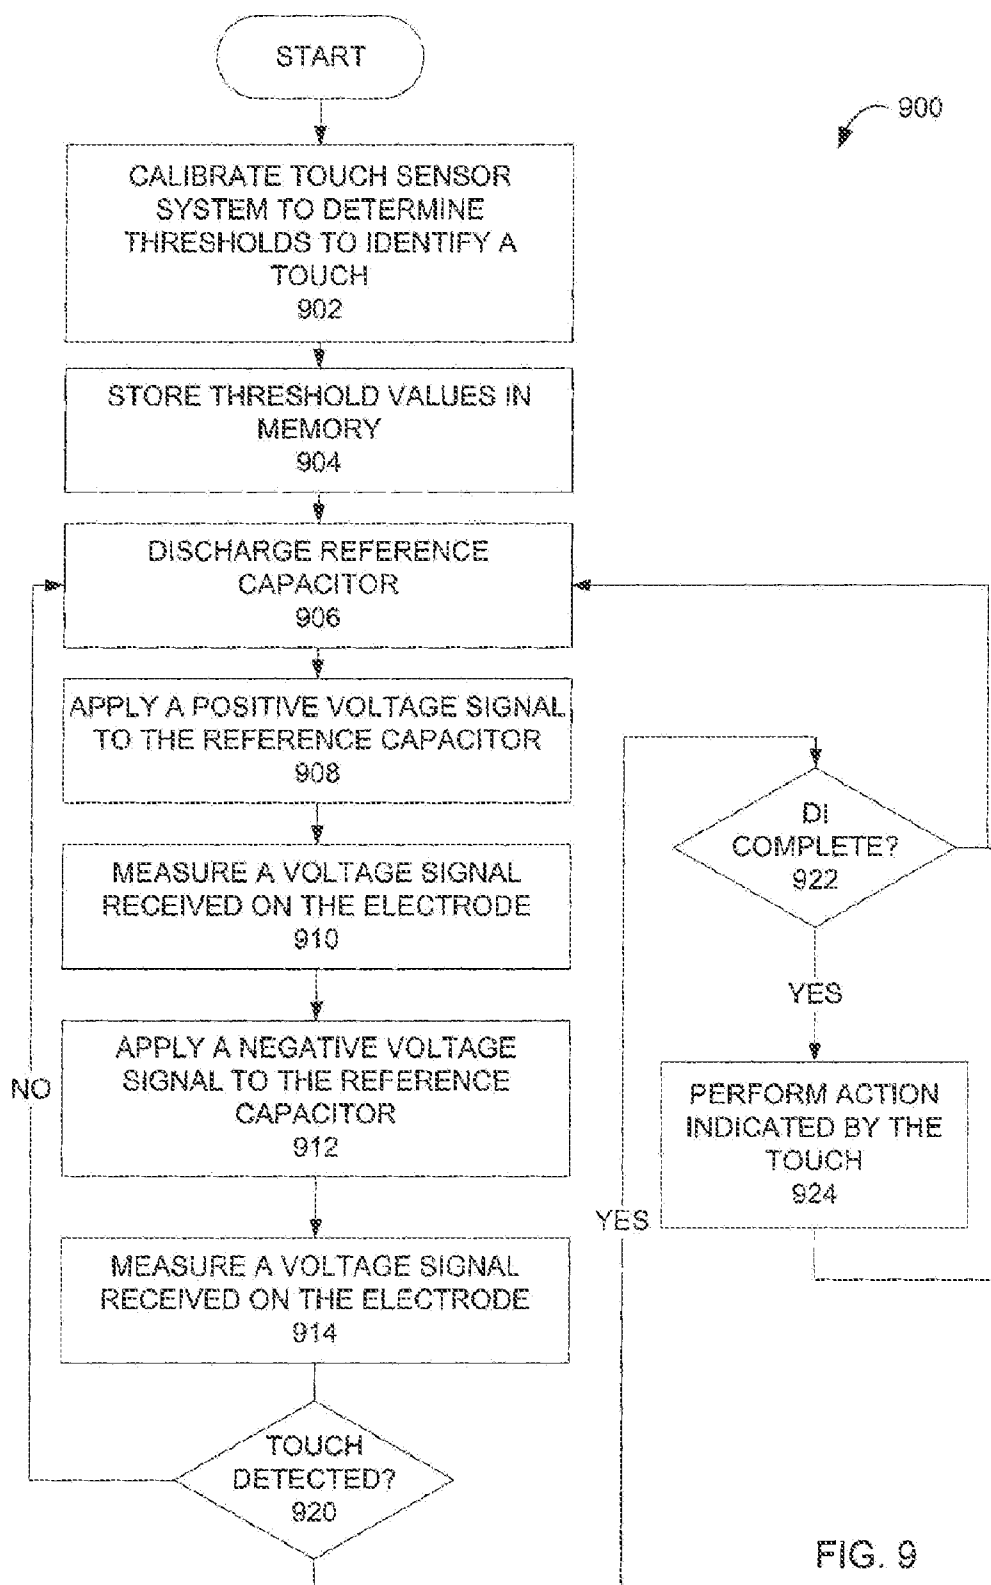 START
900
CALIBRATE TOUCH SENSOR
SYSTEM TO DETERMINE
THRESHOLDS TO IDENTIFY A
TOUCH
902
STORE THRESHOLD VALUES IN
MEMORY
904
DISCHARGE REFERENCE
CAPACITOR
906
APPLY A POSITIVE VOLTAGE SIGNAL
TO THE REFERENCE CAPACITOR
908
MEASURE A VOLTAGE SIGNAL
RECEIVED ON THE ELECTRODE
910
APPLY A NEGATIVE VOLTAGE
SIGNAL TO THE REFERENCE
CAPACITOR
912
MEASURE A VOLTAGE SIGNAL
RECEIVED ON THE ELECTRODE
914
TOUCH
DETECTED?
920
NO
YES
DI
COMPLETE?
922
YES
PERFORM ACTION
INDICATED BY THE
TOUCH
924
FIG. 9